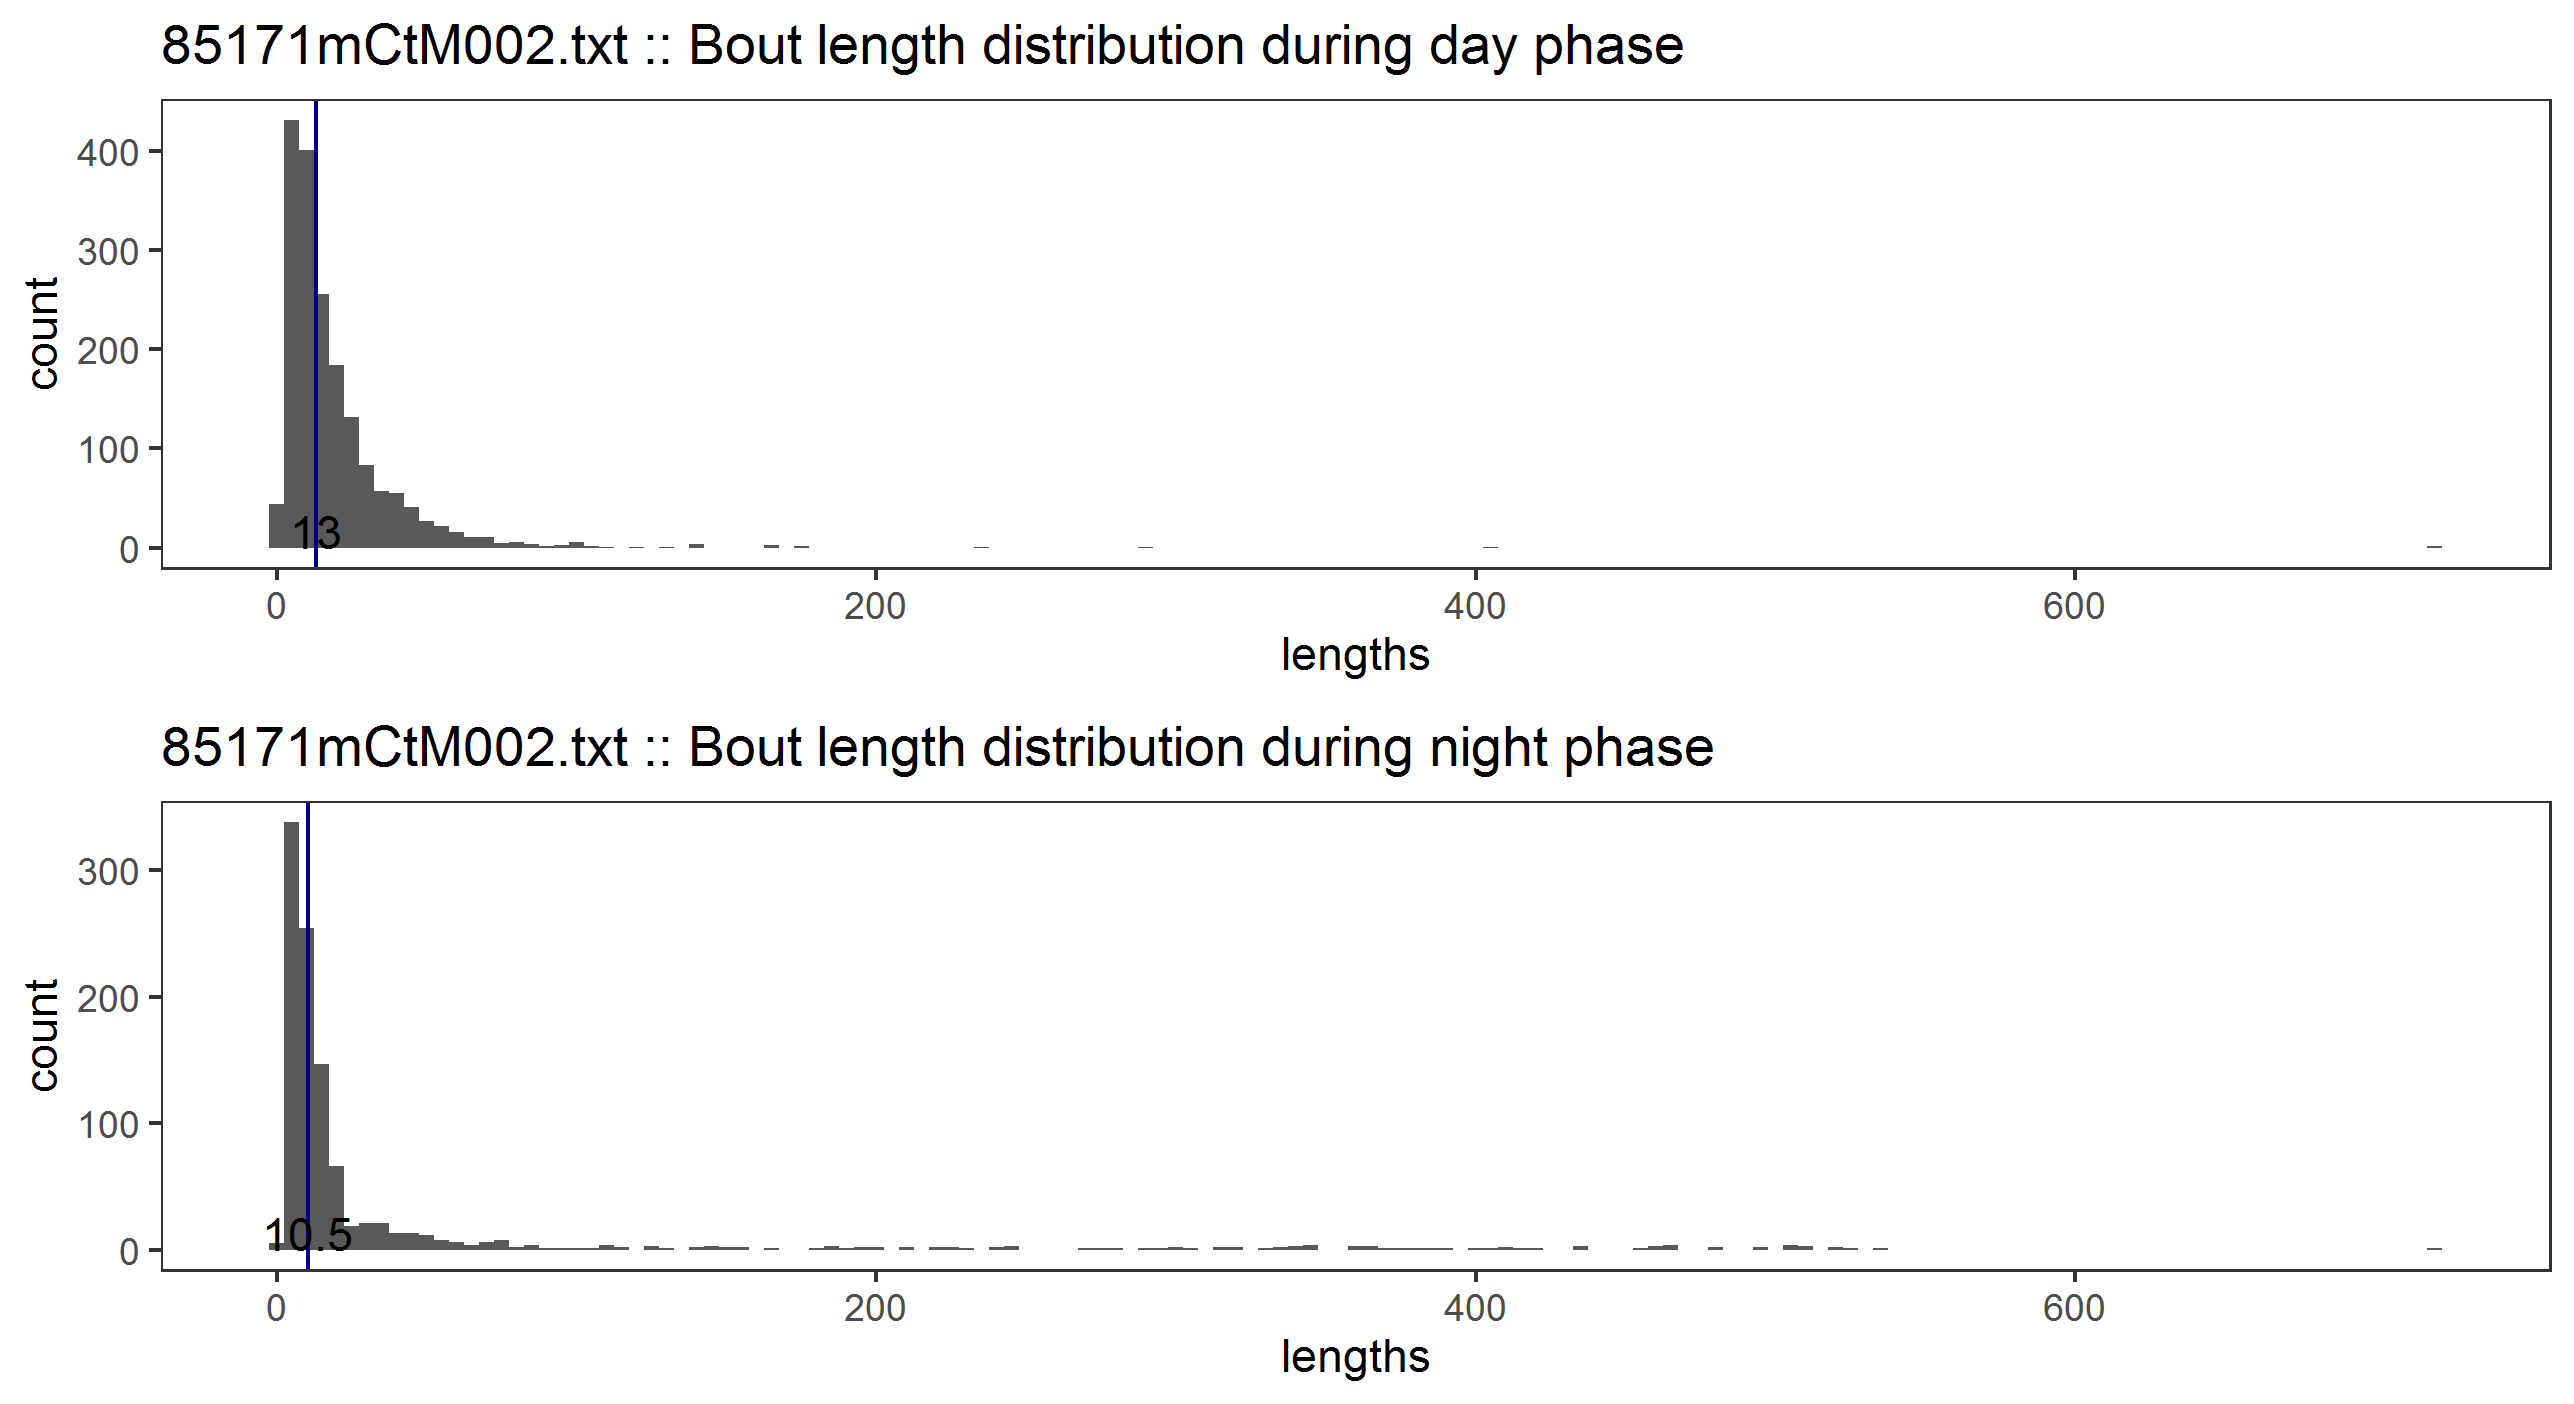 85171mCtM002.txt :: Bout length distribution during day phase
count
400
300
200
100
0
13
0 200 400 600
lengths
85171mCtM002.txt :: Bout length distribution during night phase
count
300
200
100
0
10.5
0 200 400 600
lengths